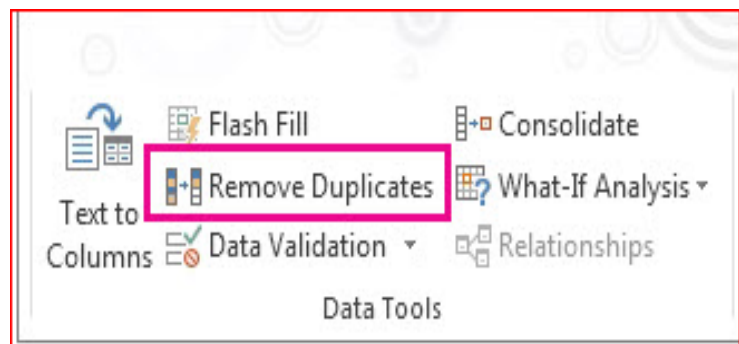 Text to
Columns
Flash Fill
Remove Duplicates
Data Validation
Consolidate
What-If Analysis
Relationships
Data Tools